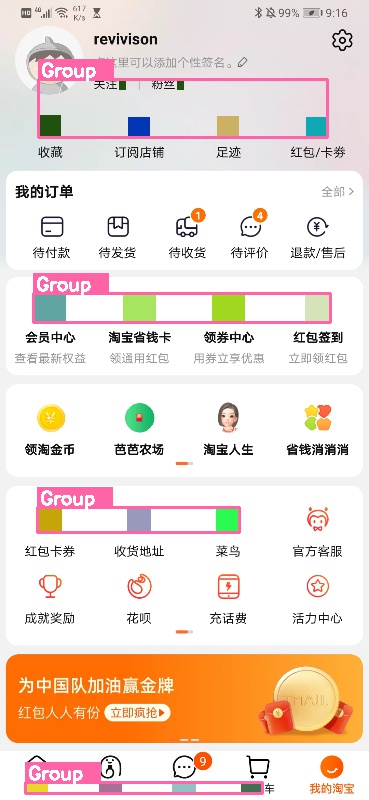 HD 4G 617 K/s 99% 9:16
revivison
Group
这里可以添加个性签名。
关注 | 粉丝
收藏 订阅店铺 足迹 红包/卡券
我的订单 全部
1 4
待付款 待发货 待收货 待评价 退款/售后
Group
会员中心 淘宝省钱卡 领券中心 红包签到
查看最新权益 领通用红包 用券立享优惠 立即领红包
领淘金币 芭芭农场 淘宝人生 省钱消消消
Group
红包卡券 收货地址 菜鸟 官方客服
成就奖励 花呗 充话费 活力中心
为中国队加油赢金牌
红包人人有份 立即疯抢
TMALL
9
Group
车 我的淘宝